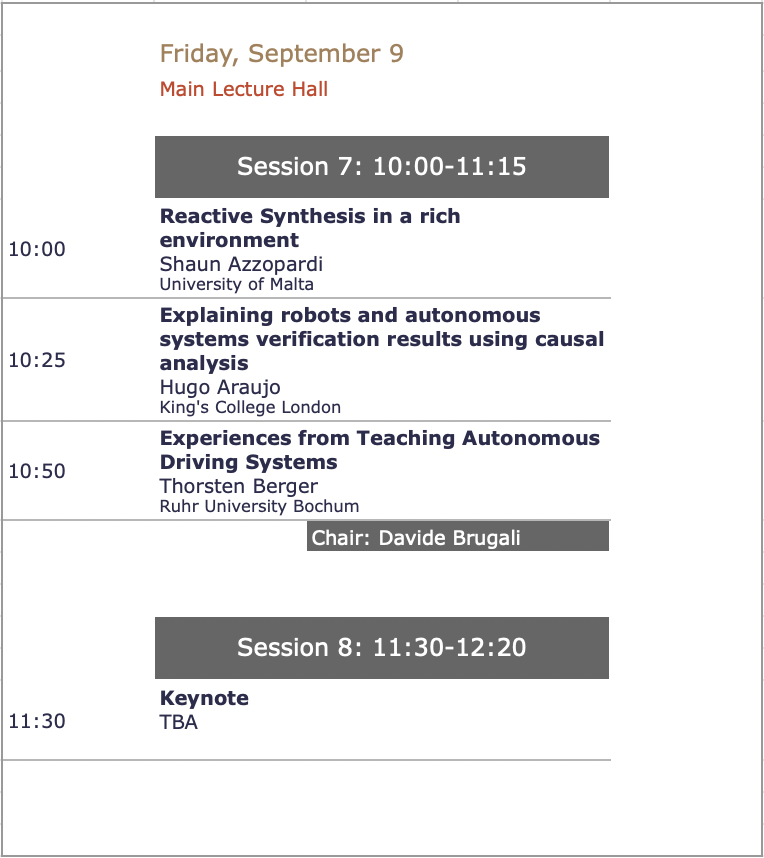 Friday, September 9
Main Lecture Hall
Session 7: 10:00-11:15
10:00
Reactive Synthesis in a rich
environment
Shaun Azzopardi
University of Malta
10:25
Explaining robots and autonomous
systems verification results using causal
analysis
Hugo Araujo
King's College London
10:50
Experiences from Teaching Autonomous
Driving Systems
Thorsten Berger
Ruhr University Bochum
Chair: Davide Brugali
Session 8: 11:30-12:20
11:30
Keynote
TBA